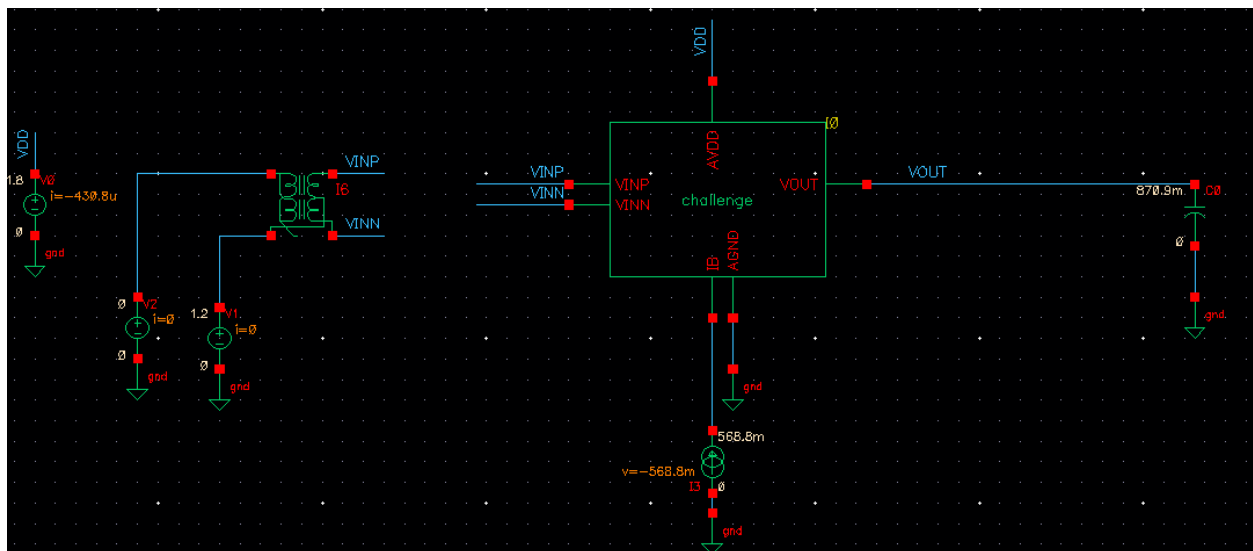 VDD
VDD
I0
AVDD
VINP
VINP
VINP
VOUT
VOUT
1.8
V0
i=-430.8u
I6
VINN
VINN
challenge
870.9m
C0
VINN
0
gnd
IB
AGND
0
gnd
0
V2
i=0
0
gnd
1.2
V1
i=0
0
gnd
gnd
gnd
568.8m
v=-568.8m
I3
0
gnd